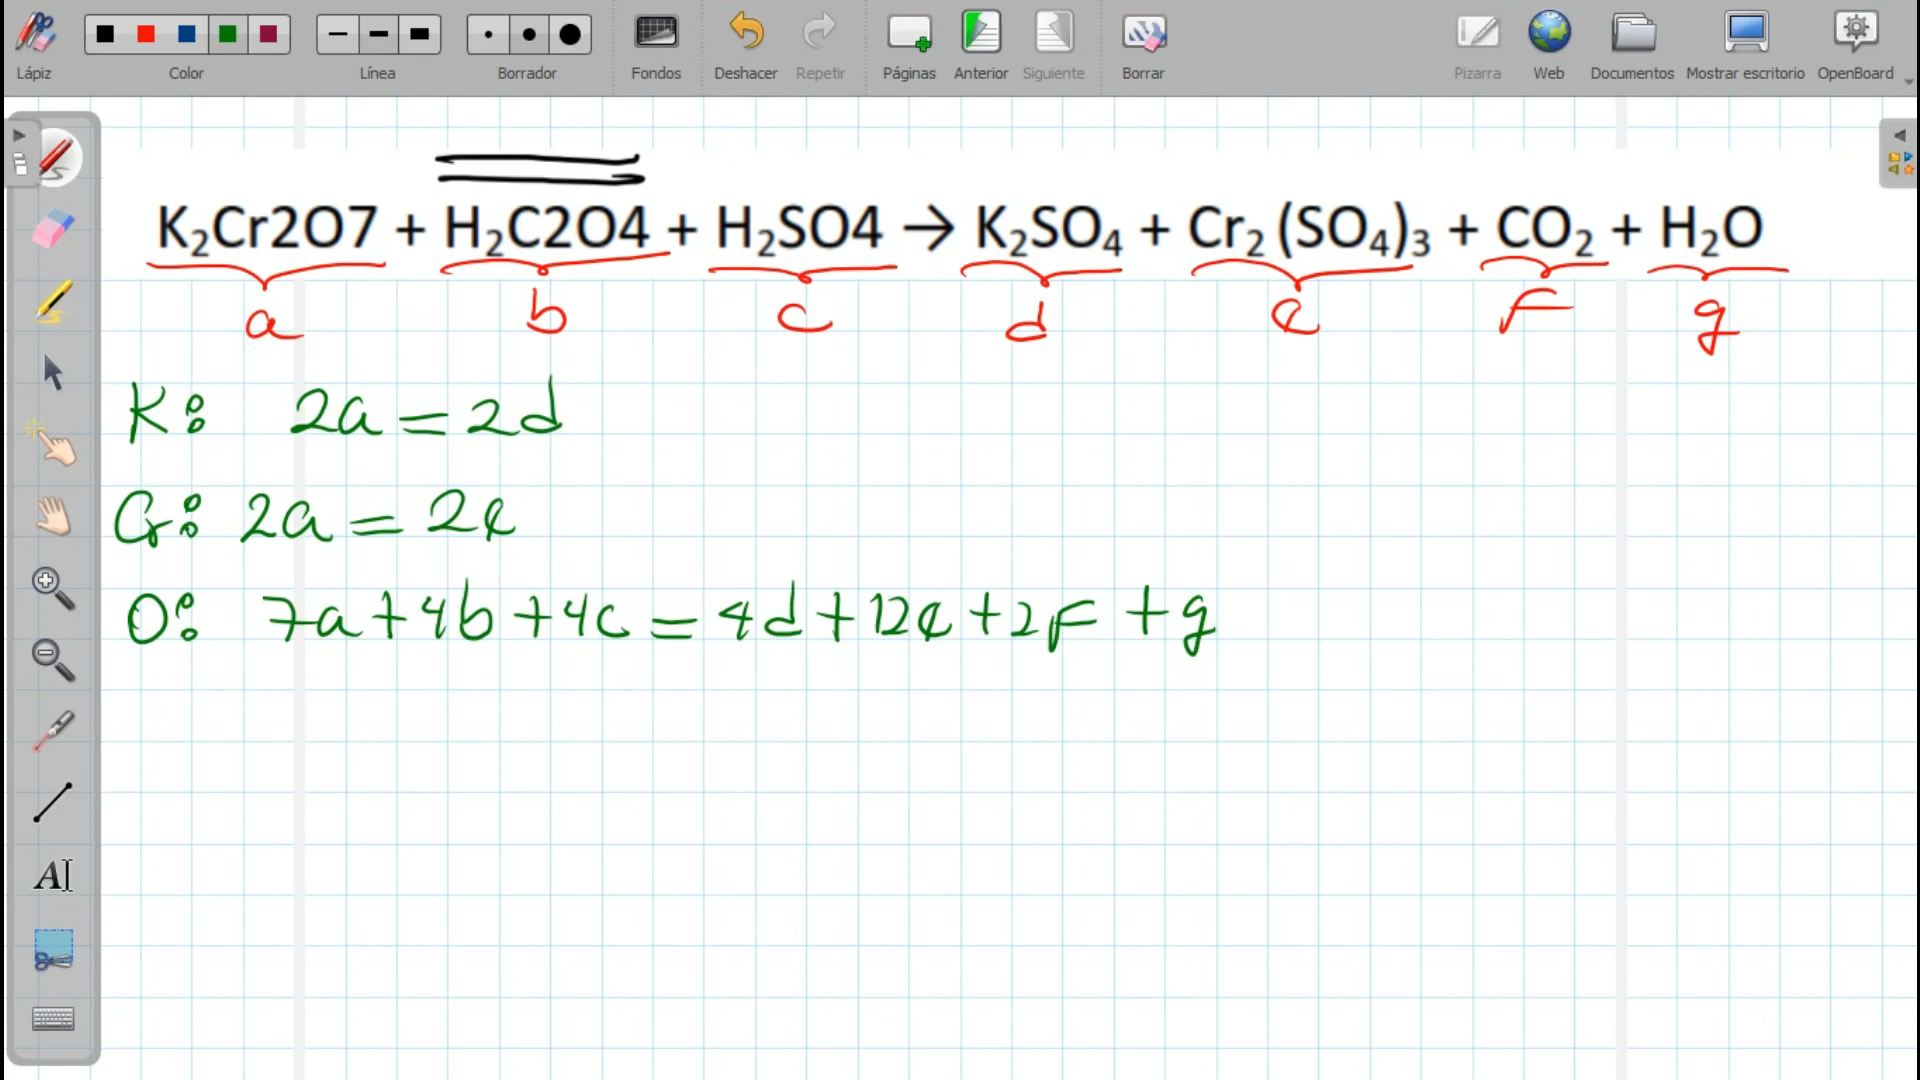 Lápiz Color Línea Borrador Fondos Deshacer Repetir Páginas Anterior Siguiente Borrar Pizarra Web Documentos Mostrar escritorio OpenBoard
K₂Cr2O7 + H₂C2O4 + H₂SO4 → K₂SO₄ + Cr₂ (SO₄)₃ + CO₂ + H₂O
a b c d e F g
K: 2a = 2d
Cr: 2a = 2e
O: 7a + 4b + 4c = 4d + 12e + 2F + g
A